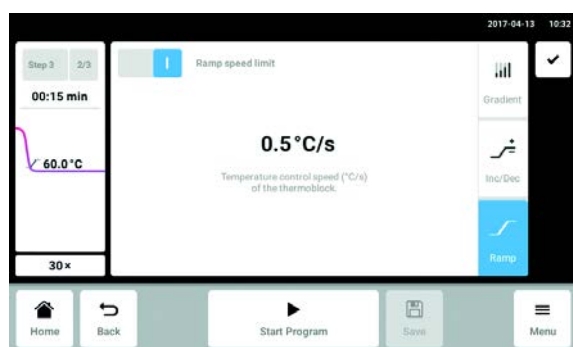 2017-04-13 10:32
Step 3 2/3
Ramp speed limit
00:15 min
Gradient
60.0°C
0.5°C/s
Temperature control speed (°C/s)
of the thermoblock.
Inc/Dec
30×
Ramp
Home
Back
Start Program
Save
Menu